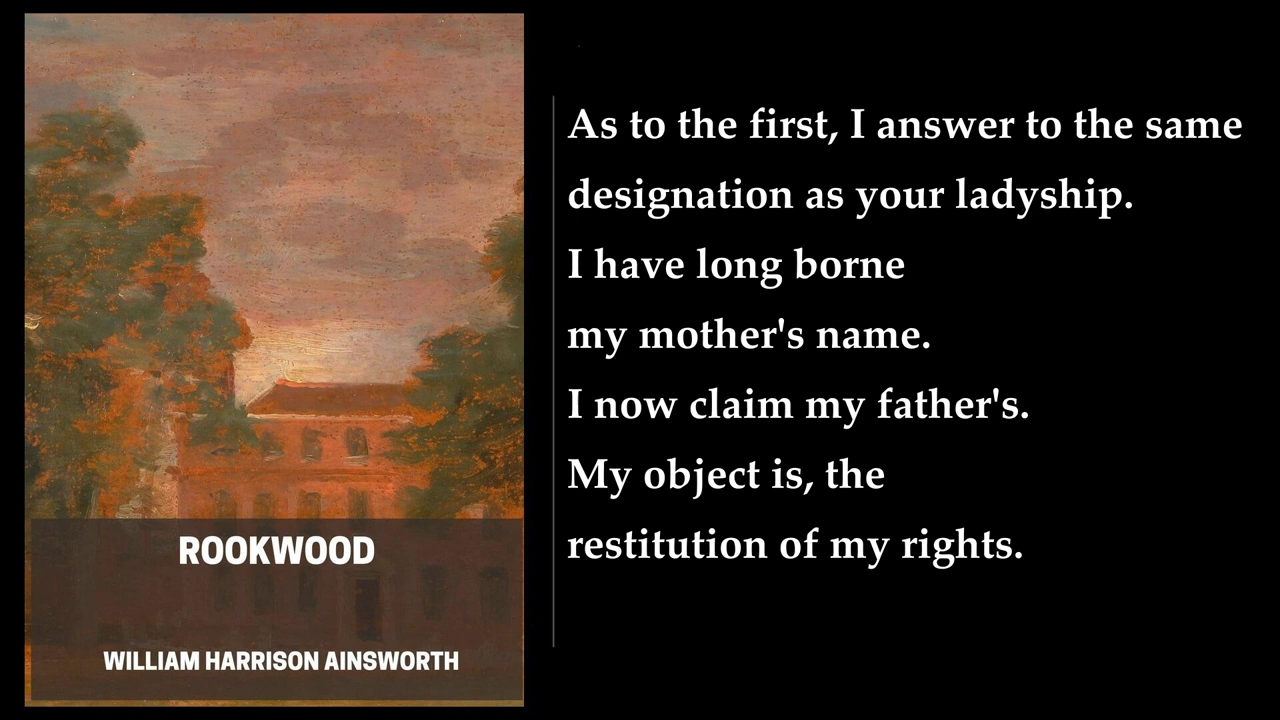 ROOKWOOD
WILLIAM HARRISON AINSWORTH
As to the first, I answer to the same
designation as your ladyship.
I have long borne
my mother's name.
I now claim my father's.
My object is, the
restitution of my rights.